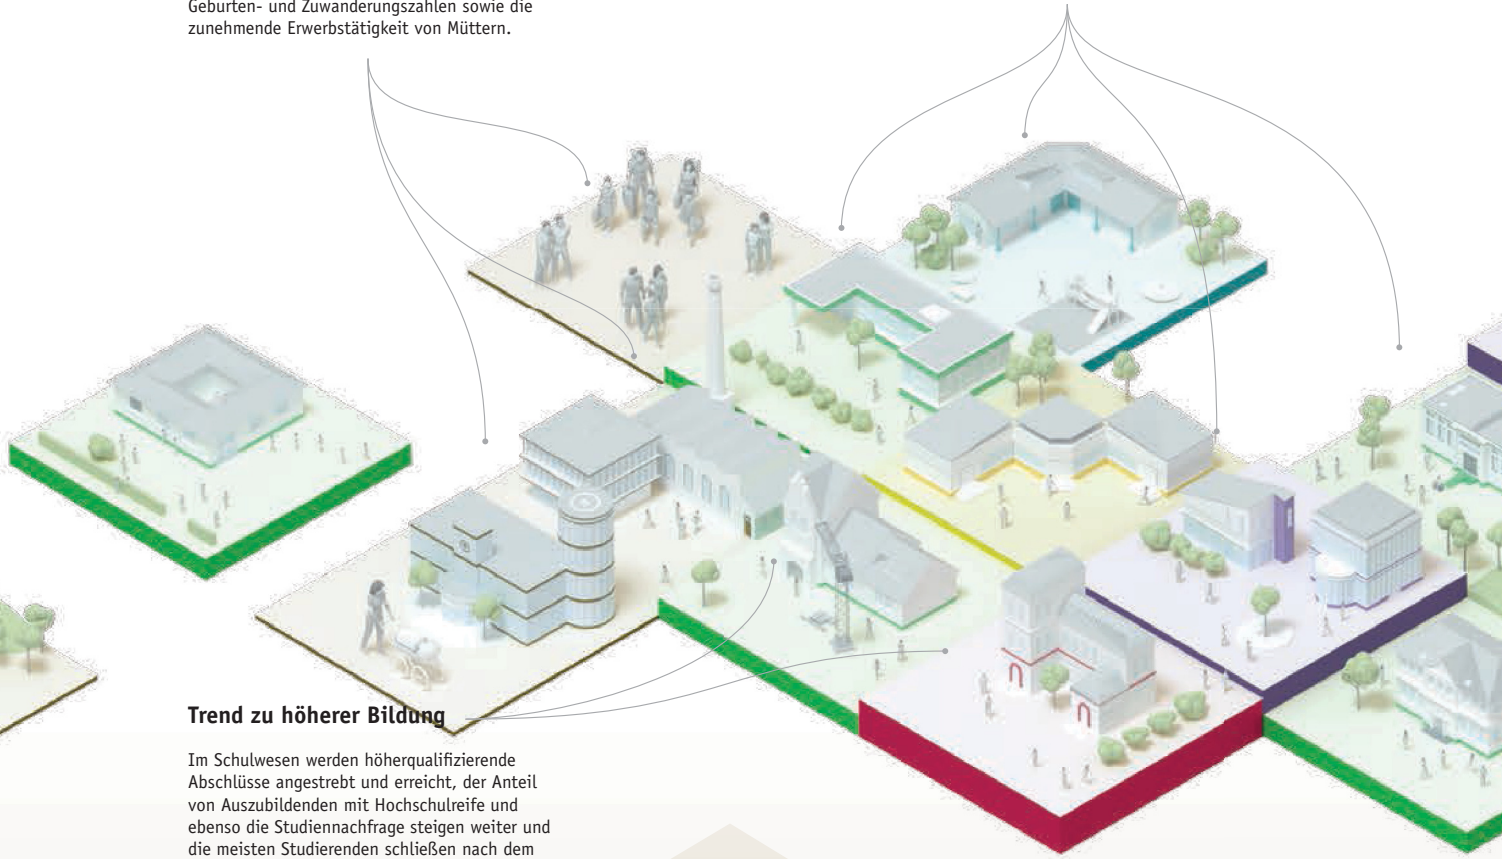 Geburten- und Zuwanderungszahlen sowie die
zunehmende Erwerbstätigkeit von Müttern.
Trend zu höherer Bildung
Im Schulwesen werden höherqualifizierende
Abschlüsse angestrebt und erreicht, der Anteil
von Auszubildenden mit Hochschulreife und
ebenso die Studiennachfrage steigen weiter und
die meisten Studierenden schließen nach dem